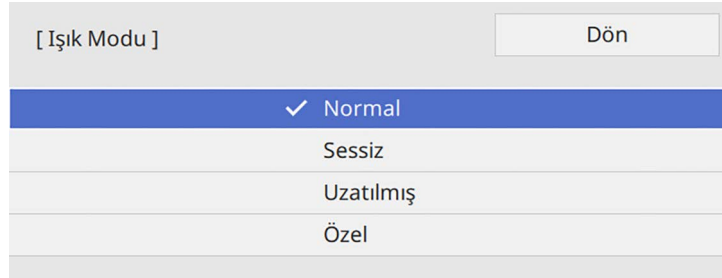 [ Işık Modu ]
Dön
Normal
Sessiz
Uzatılmış
Özel